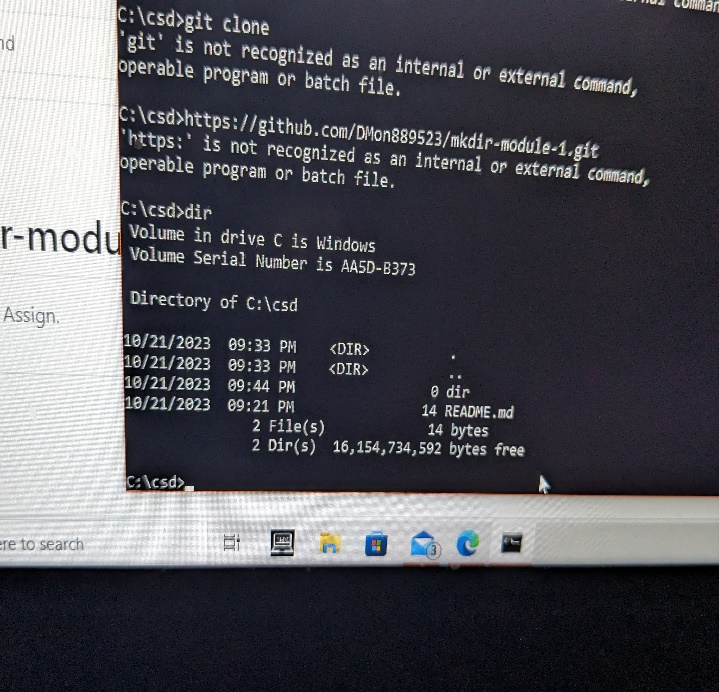 C:\csd>git clone
'git' is not recognized as an internal or external command,
operable program or batch file.
C:\csd>https://github.com/DMon889523/mkdir-module-1.git
'https:' is not recognized as an internal or external command,
operable program or batch file.
C:\csd>dir
Volume in drive C is Windows
Volume Serial Number is AA5D-B373
r-modu
Directory of C:\csd
Assign.
10/21/2023 09:33 PM <DIR> .
10/21/2023 09:33 PM <DIR> ..
10/21/2023 09:44 PM 0 dir
10/21/2023 09:21 PM 14 README.md
2 File(s) 14 bytes
2 Dir(s) 16,154,734,592 bytes free
C:\csd>
ere to search
3